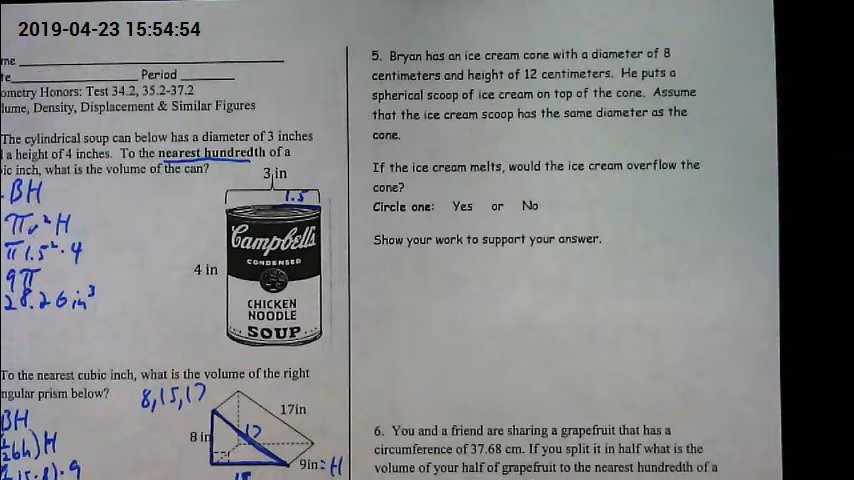 2019-04-23 15:54:54
me
te Period
ometry Honors: Test 34.2, 35.2-37.2
lume, Density, Displacement & Similar Figures
The cylindrical soup can below has a diameter of 3 inches
a height of 4 inches. To the nearest hundredth of a
ic inch, what is the volume of the can?
3 in
1.5
BH
πr²H
π1.5²·4
9π
28.26in³
4 in
Campbell's
CONDENSED
CHICKEN
NOODLE
SOUP
To the nearest cubic inch, what is the volume of the right
ngular prism below?
8,15,17
BH
½bh)H
15·8)·9
17in
8 in
17
9in=H
15
5. Bryan has an ice cream cone with a diameter of 8
centimeters and height of 12 centimeters. He puts a
spherical scoop of ice cream on top of the cone. Assume
that the ice cream scoop has the same diameter as the
cone.
If the ice cream melts, would the ice cream overflow the
cone?
Circle one: Yes or No
Show your work to support your answer.
6. You and a friend are sharing a grapefruit that has a
circumference of 37.68 cm. If you split it in half what is the
volume of your half of grapefruit to the nearest hundredth of a